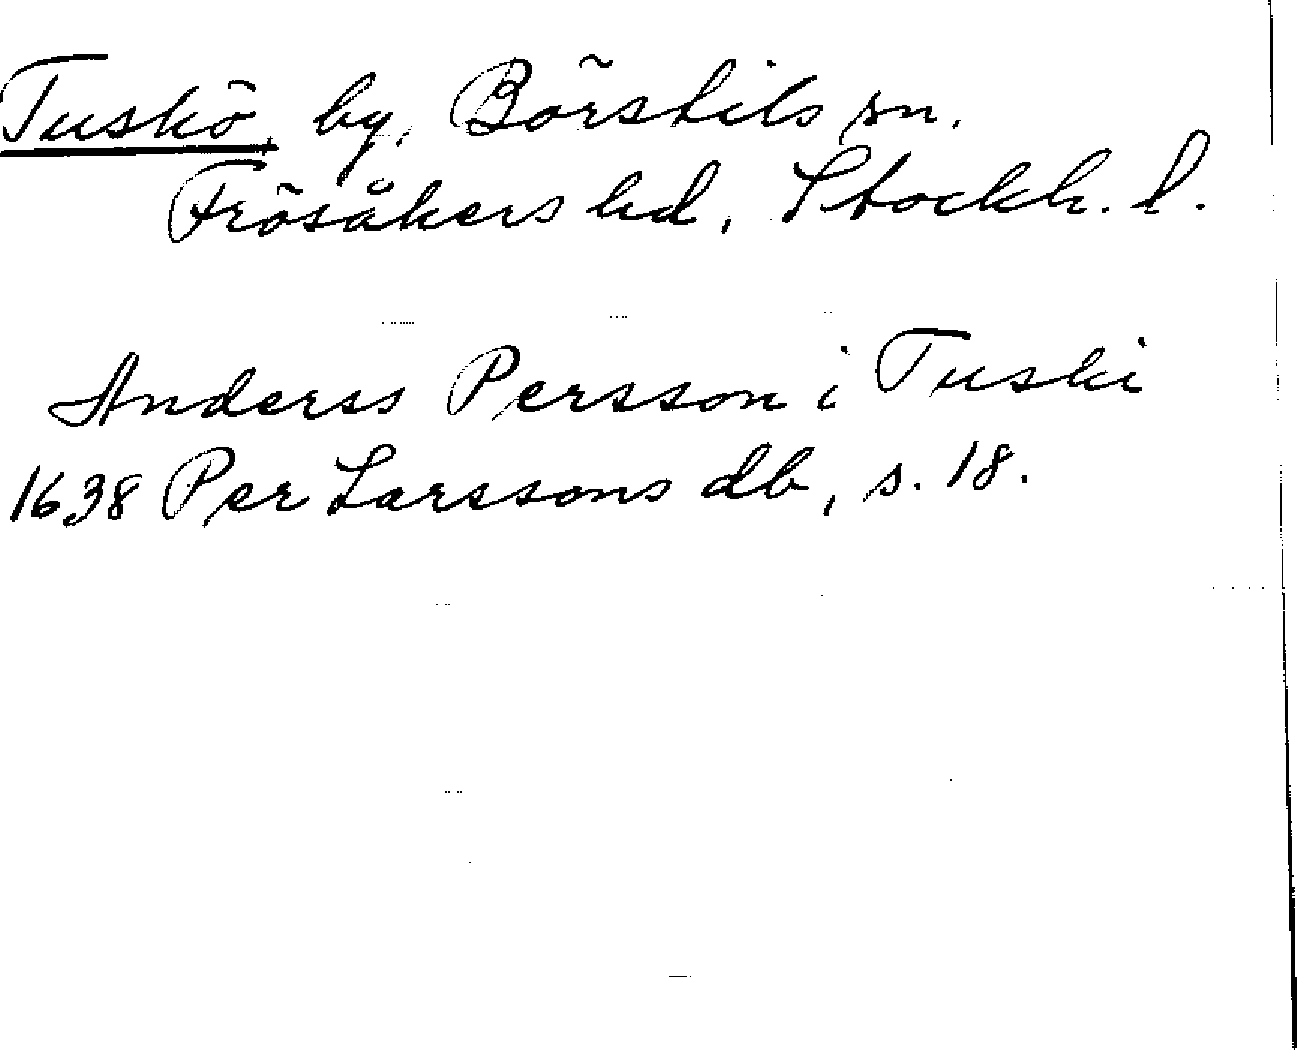 Tuskö, by, Börstils sn.
Frösåkers hd, Stockh. l.
Anderss Persson i Tuski
1638 Per Larssons db, s. 18.